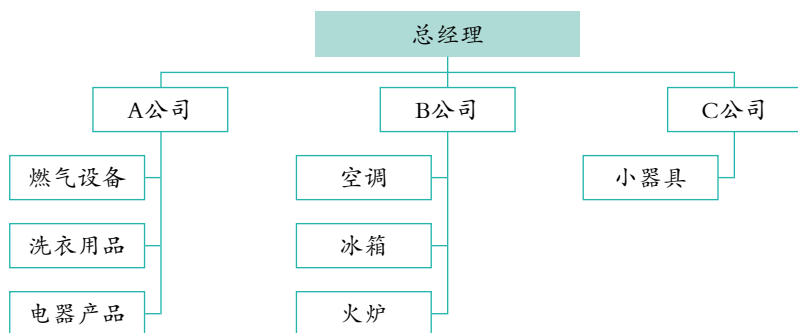 总经理
A公司
B公司
C公司
燃气设备
空调
小器具
洗衣用品
冰箱
电器产品
火炉